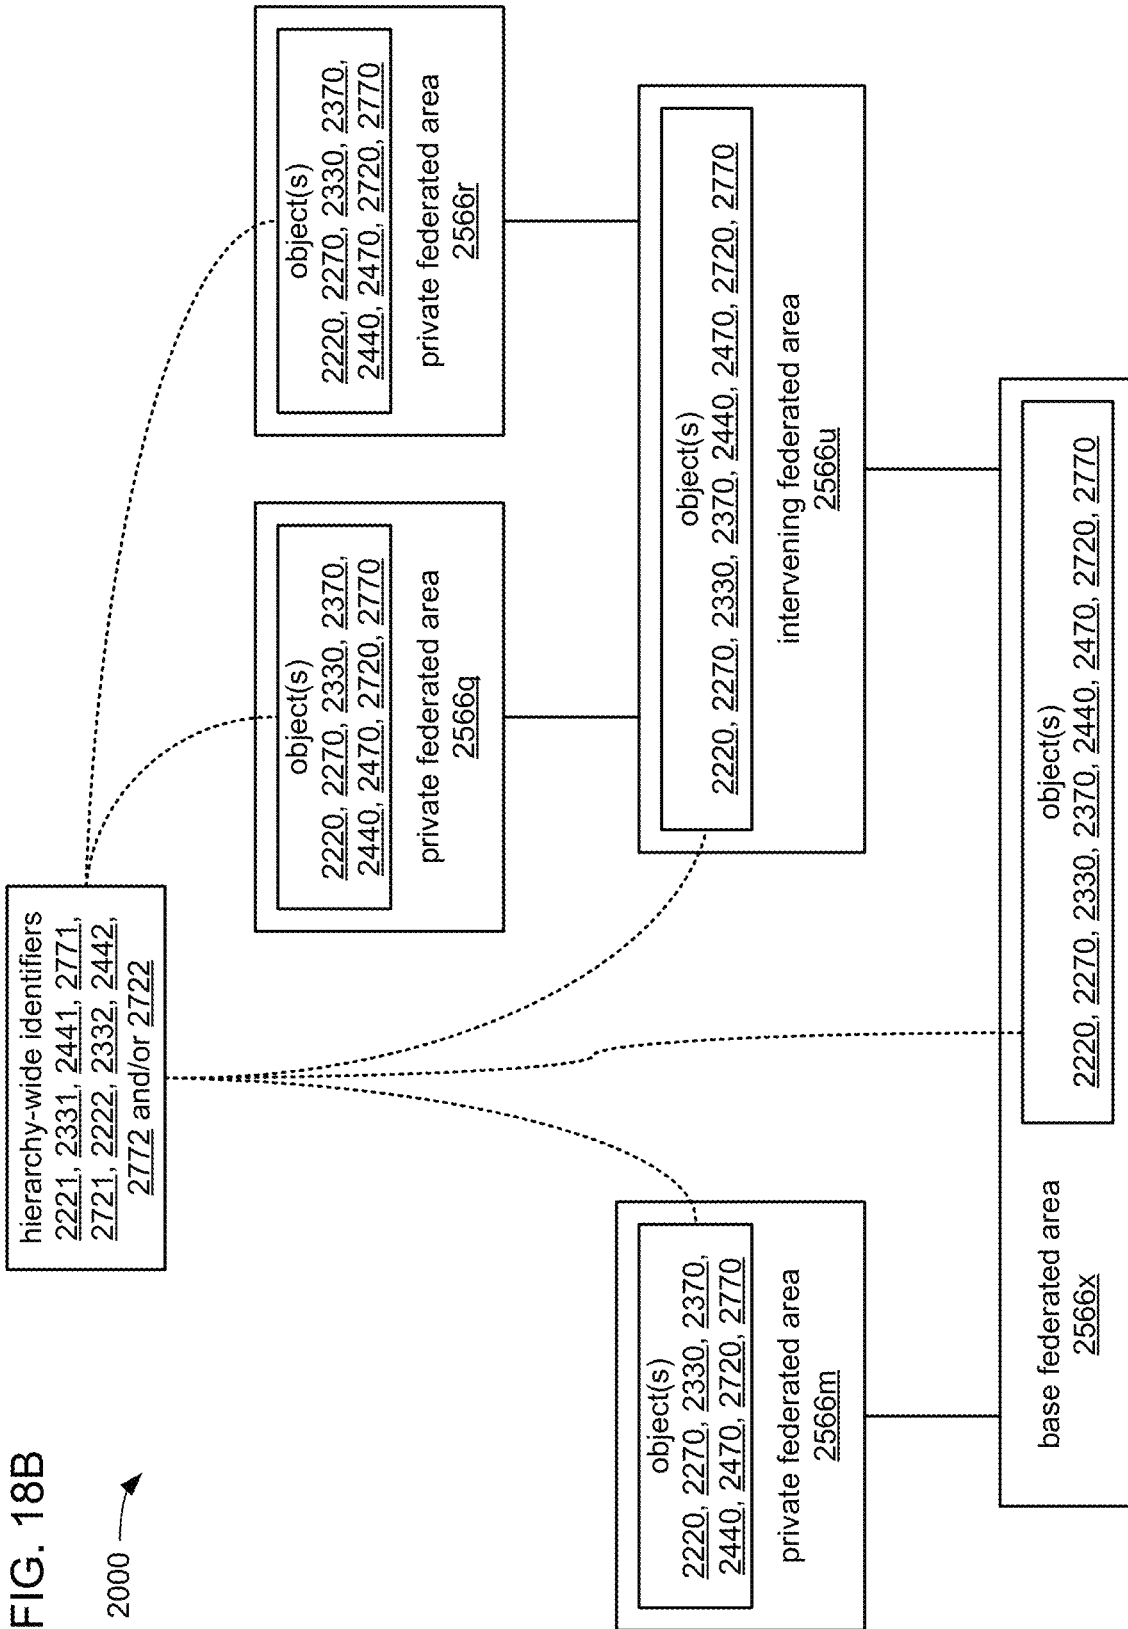 FIG. 18B
2000
hierarchy-wide identifiers
2221, 2331, 2441, 2771,
2721, 2222, 2332, 2442,
2772 and/or 2722
object(s)
2220, 2270, 2330, 2370,
2440, 2470, 2720, 2770
private federated area
2566q
object(s)
2220, 2270, 2330, 2370,
2440, 2470, 2720, 2770
private federated area
2566r
object(s)
2220, 2270, 2330, 2370,
2440, 2470, 2720, 2770
private federated area
2566m
object(s)
2220, 2270, 2330, 2370, 2440, 2470, 2720, 2770
intervening federated area
2566u
base federated area
2566x
object(s)
2220, 2270, 2330, 2370, 2440, 2470, 2720, 2770